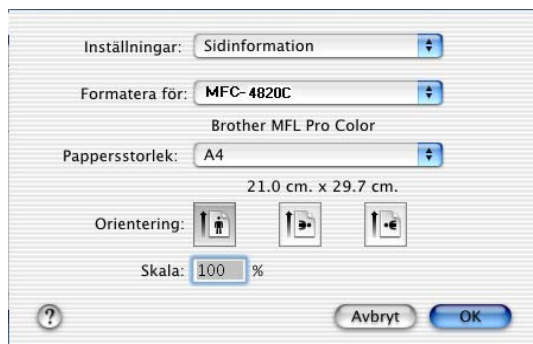 Inställningar: Sidinformation
Formatera för: MFC-4820C
Brother MFL Pro Color
Pappersstorlek: A4
21.0 cm. x 29.7 cm.
Orientering:
Skala: 100 %
? Avbryt OK